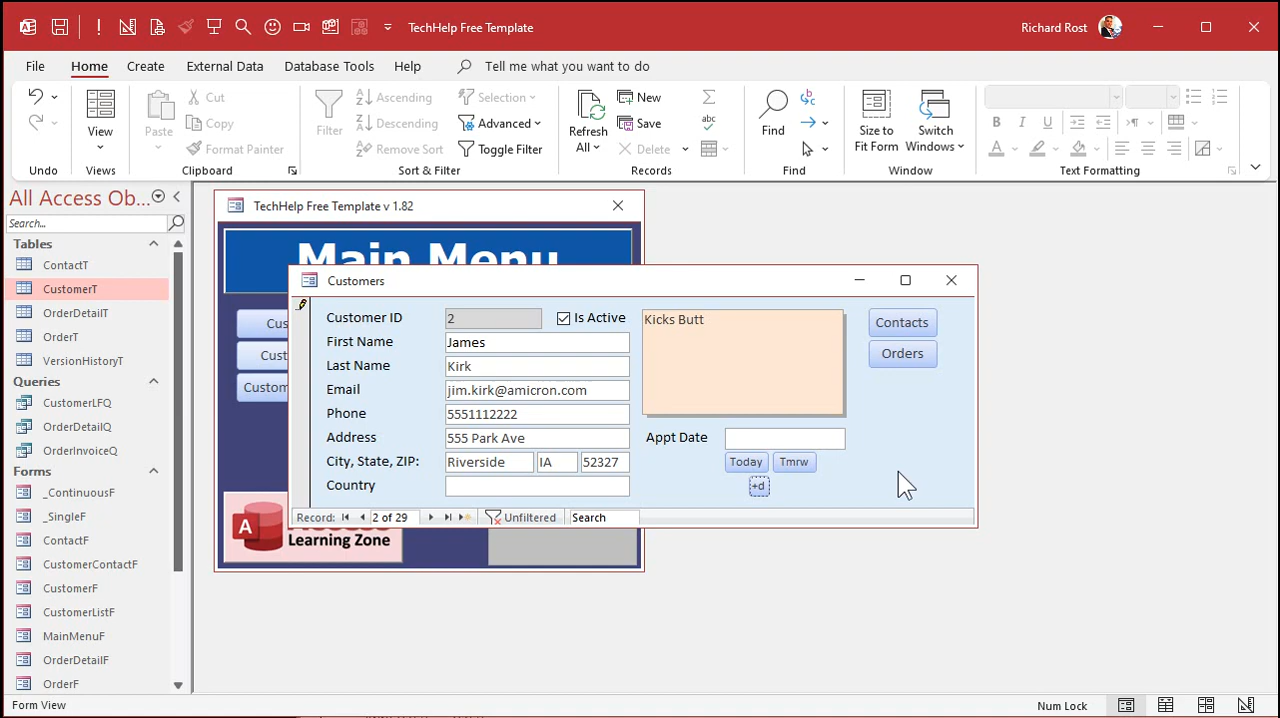 TechHelp Free Template
Richard Rost
File Home Create External Data Database Tools Help Tell me what you want to do
Undo
View
Views
Paste
Cut
Copy
Format Painter
Clipboard
Filter
Ascending
Descending
Remove Sort
Selection
Advanced
Toggle Filter
Sort & Filter
Refresh All
New
Save
Delete
Records
Find
Find
Size to Fit Form
Switch Windows
Window
Text Formatting
All Access Ob...
Search...
Tables
ContactT
CustomerT
OrderDetailT
OrderT
VersionHistoryT
Queries
CustomerLFQ
OrderDetailQ
OrderInvoiceQ
Forms
_ContinuousF
_SingleF
ContactF
CustomerContactF
CustomerF
CustomerListF
MainMenuF
OrderDetailF
OrderF
TechHelp Free Template v 1.82
Main Menu
Cus
Cust
Custom
A
Learning Zone
Customers
Customer ID 2 Is Active
First Name James
Last Name Kirk
Email jim.kirk@amicron.com
Phone 5551112222
Address 555 Park Ave
City, State, ZIP: Riverside IA 52327
Country
Kicks Butt
Appt Date
Today Tmrw
+d
Contacts
Orders
Record: 2 of 29 Unfiltered Search
Form View
Num Lock